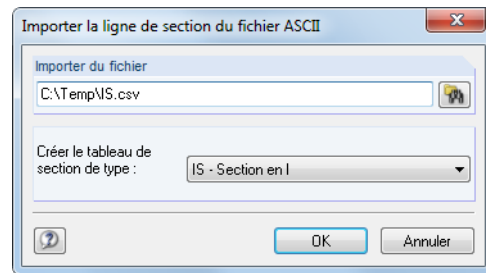 Importer la ligne de section du fichier ASCII
Importer du fichier
C:\Temp\IS.csv
Créer le tableau de
section de type :
IS - Section en I
OK
Annuler